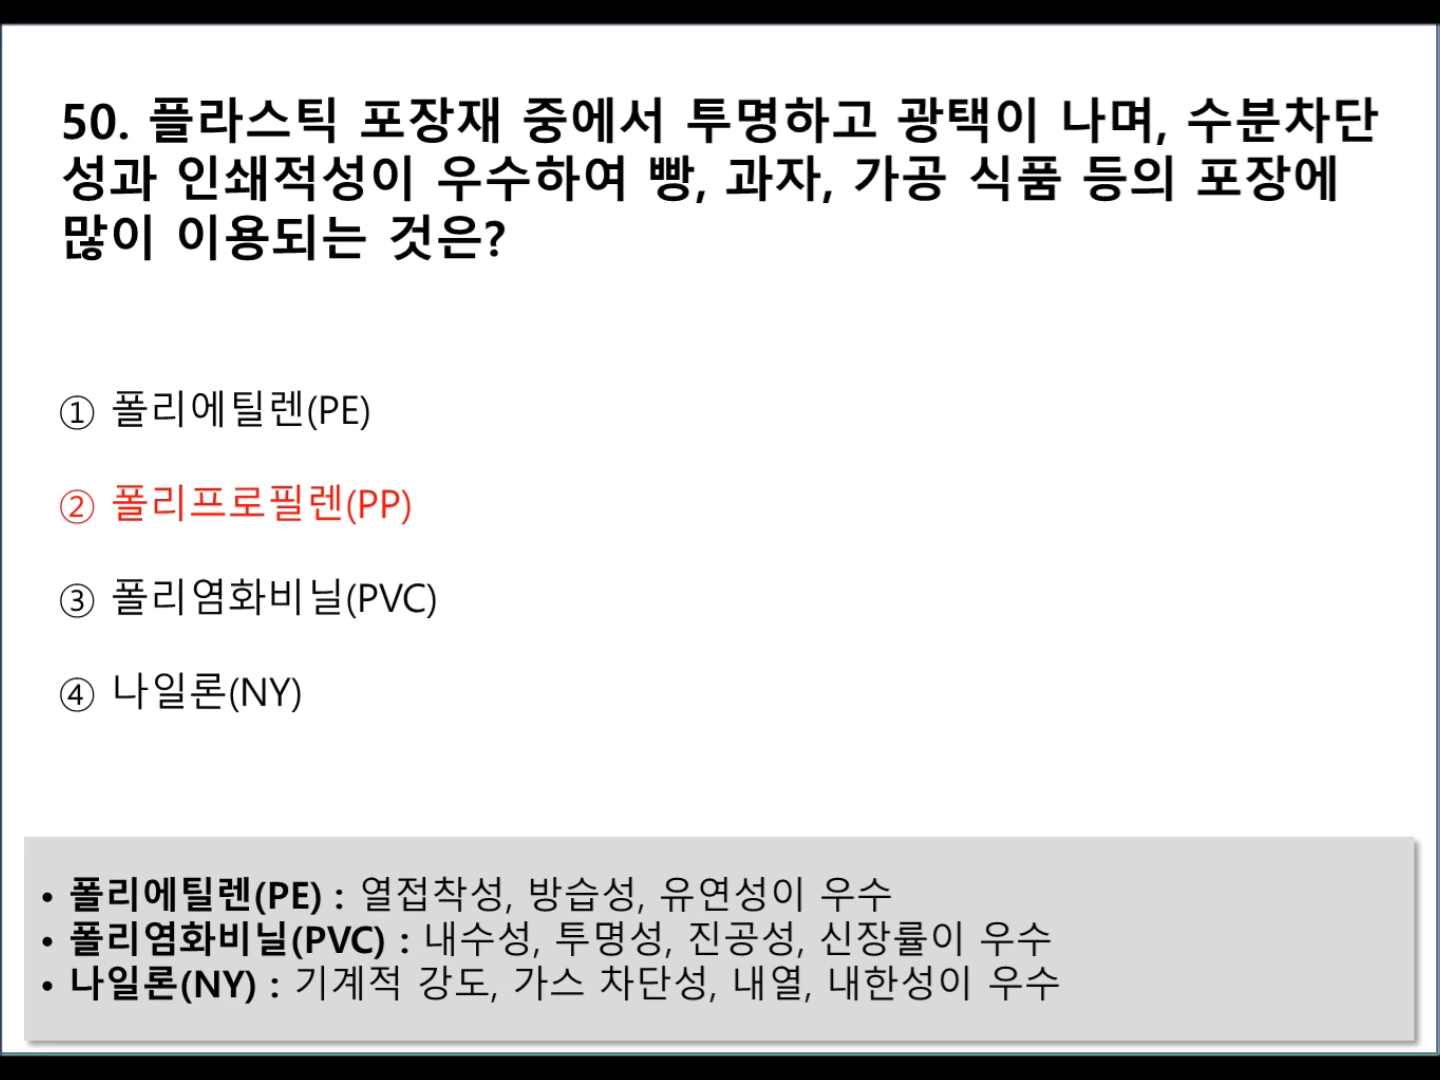 50. 플라스틱 포장재 중에서 투명하고 광택이 나며, 수분차단
성과 인쇄적성이 우수하여 빵, 과자, 가공 식품 등의 포장에
많이 이용되는 것은?
① 폴리에틸렌(PE)
② 폴리프로필렌(PP)
③ 폴리염화비닐(PVC)
④ 나일론(NY)
• 폴리에틸렌(PE) : 열접착성, 방습성, 유연성이 우수
• 폴리염화비닐(PVC) : 내수성, 투명성, 진공성, 신장률이 우수
• 나일론(NY) : 기계적 강도, 가스 차단성, 내열, 내한성이 우수